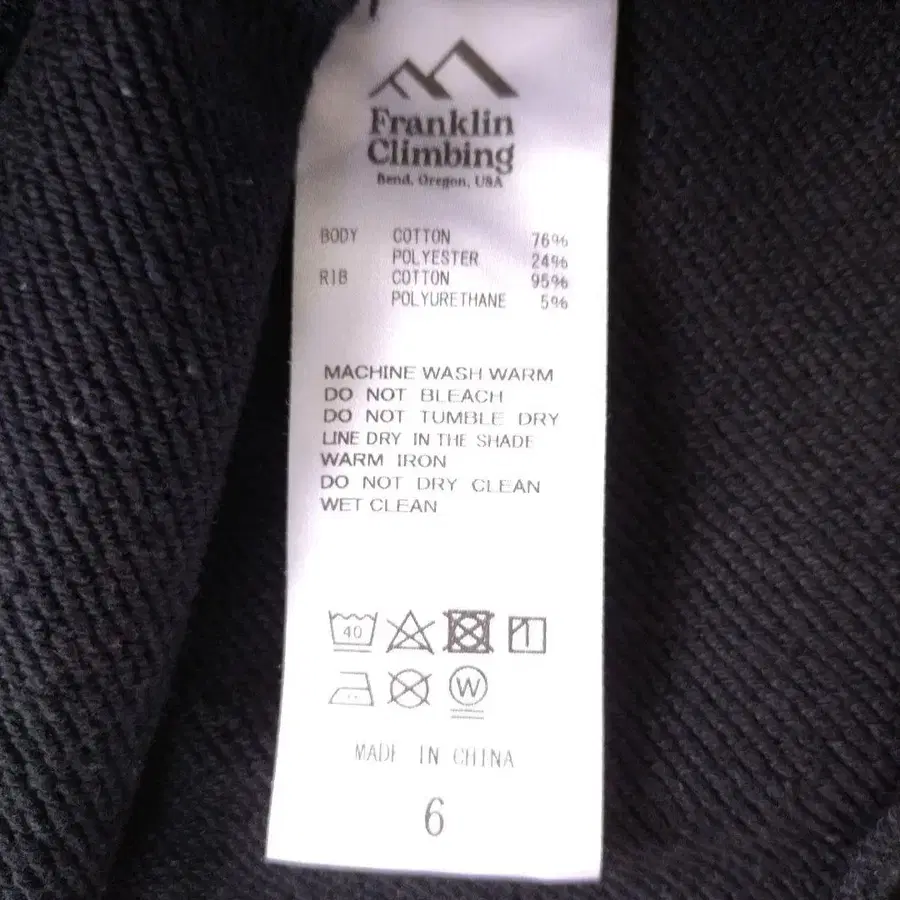 Franklin
Climbing
Bend, Oregon, USA
BODY COTTON 76%
POLYESTER 24%
RIB COTTON 95%
POLYURETHANE 5%
MACHINE WASH WARM
DO NOT BLEACH
DO NOT TUMBLE DRY
LINE DRY IN THE SHADE
WARM IRON
DO NOT DRY CLEAN
WET CLEAN
40
W
MADE IN CHINA
6